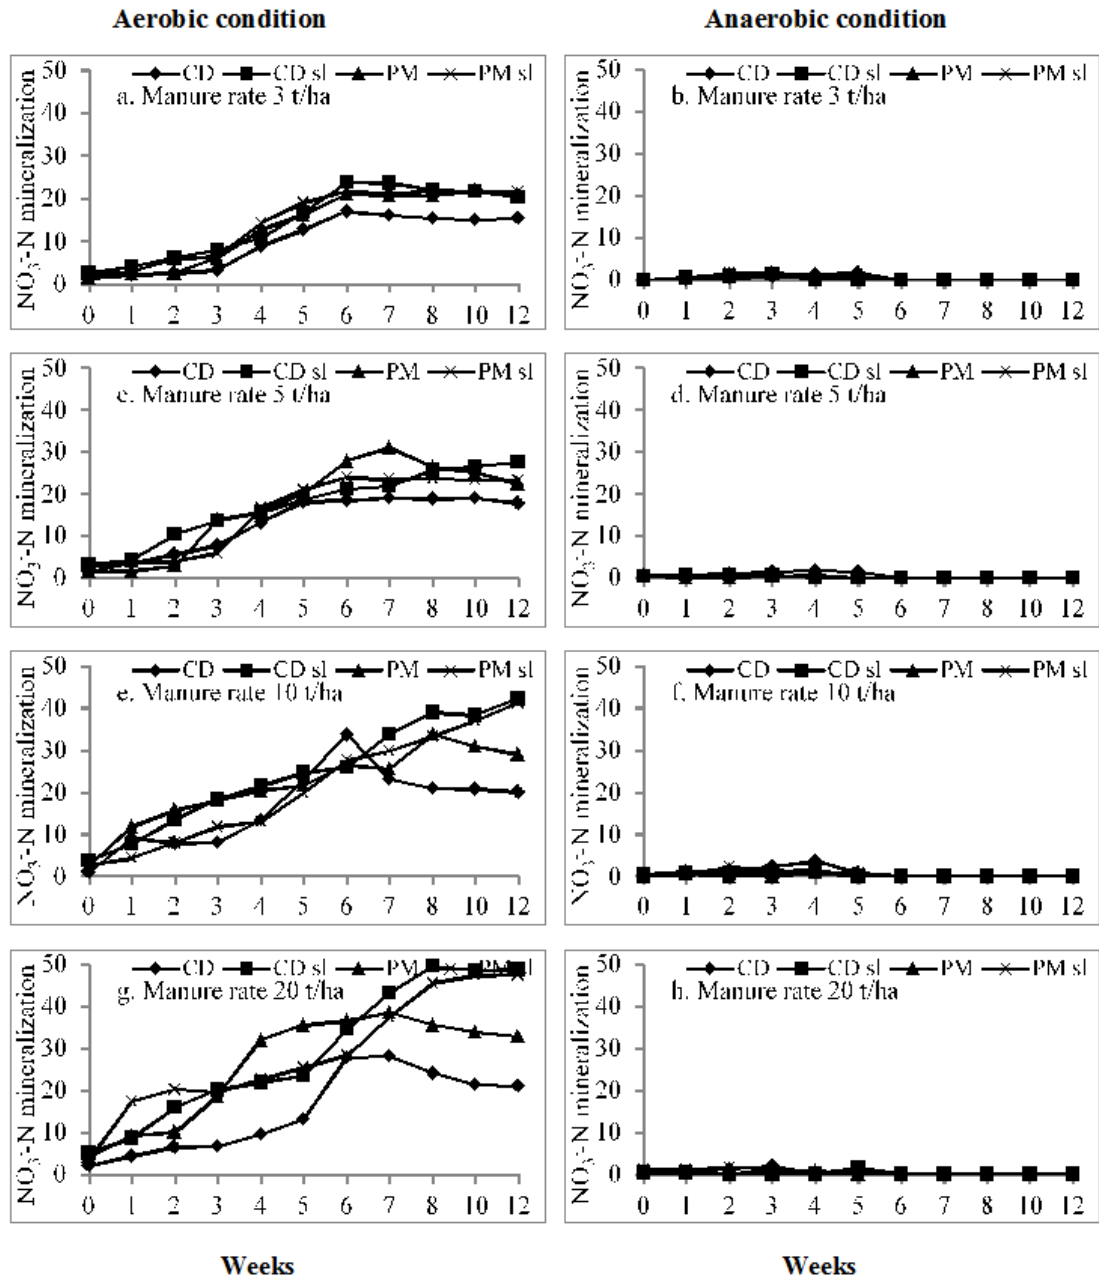 Aerobic condition
Anaerobic condition
50 CD CD sl PM PM sl
a. Manure rate 3 t/ha
40
30
20
10
0
NO3-N mineralization
0 1 2 3 4 5 6 7 8 10 12
50 CD CD sl PM PM sl
b. Manure rate 3 t/ha
40
30
20
10
0
NO3-N mineralization
0 1 2 3 4 5 6 7 8 10 12
50 CD CD sl PM PM sl
c. Manure rate 5 t/ha
40
30
20
10
0
NO3-N mineralization
0 1 2 3 4 5 6 7 8 10 12
50 CD CD sl PM PM sl
d. Manure rate 5 t/ha
40
30
20
10
0
NO3-N mineralization
0 1 2 3 4 5 6 7 8 10 12
50 CD CD sl PM PM sl
e. Manure rate 10 t/ha
40
30
20
10
0
NO3-N mineralization
0 1 2 3 4 5 6 7 8 10 12
50 CD CD sl PM PM sl
f. Manure rate 10 t/ha
40
30
20
10
0
NO3-N mineralization
0 1 2 3 4 5 6 7 8 10 12
50 CD CD sl PM PM sl
g. Manure rate 20 t/ha
40
30
20
10
0
NO3-N mineralization
0 1 2 3 4 5 6 7 8 10 12
50 CD CD sl PM PM sl
h. Manure rate 20 t/ha
40
30
20
10
0
NO3-N mineralization
0 1 2 3 4 5 6 7 8 10 12
Weeks
Weeks